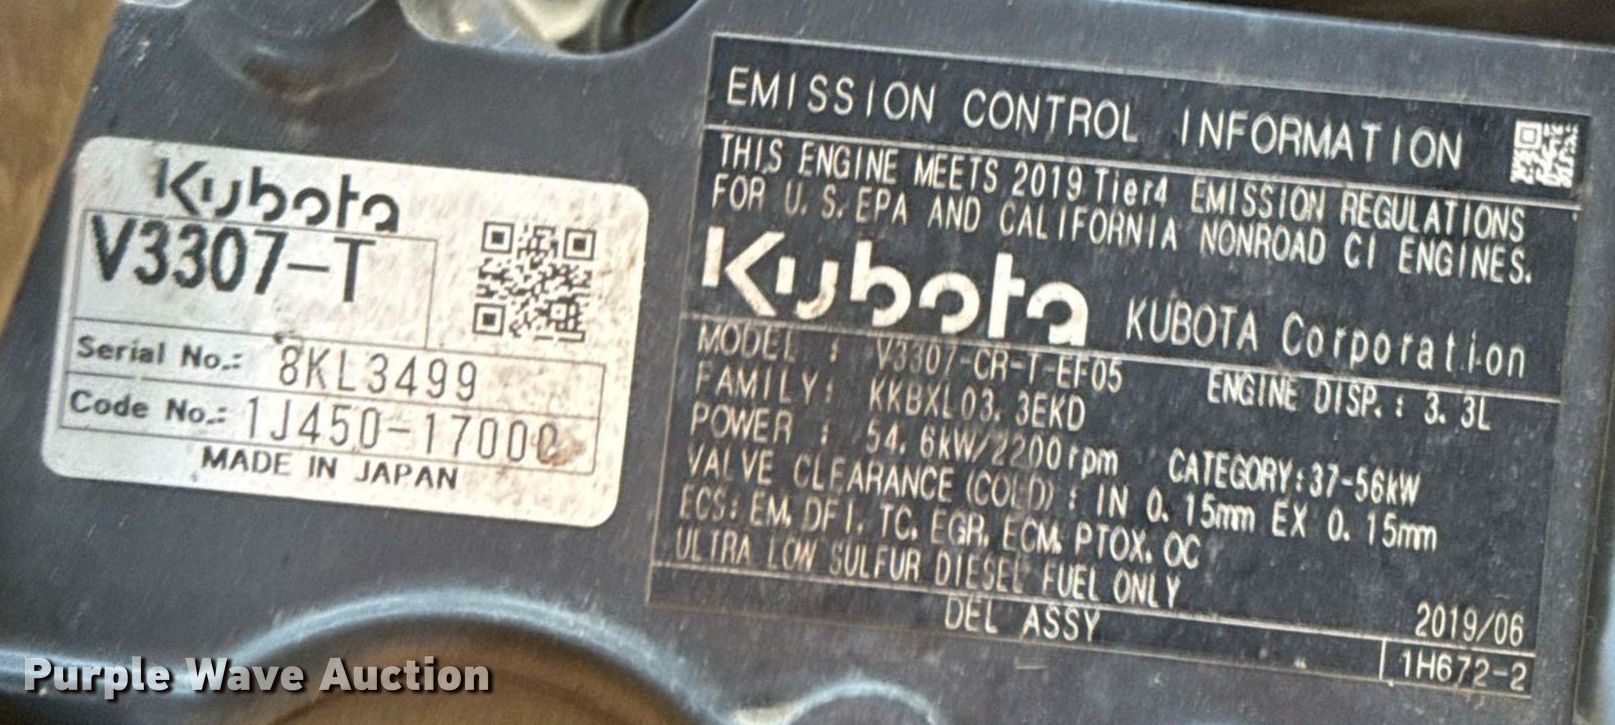 Kubota
V3307-T
Serial No.: 8KL3499
Code No.: 1J450-17000
MADE IN JAPAN
EMISSION CONTROL INFORMATION
THIS ENGINE MEETS 2019 Tier4 EMISSION REGULATIONS
FOR U. S. EPA AND CALIFORNIA NONROAD CI ENGINES.
Kubota KUBOTA Corporation
MODEL : V3307-CR-T-EF05 ENGINE DISP. : 3. 3L
FAMILY: KKBXL03. 3EKD
POWER : 54. 6kW/2200rpm CATEGORY:37-56kW
VALVE CLEARANCE (COLD) : IN 0. 15mm EX 0. 15mm
ECS: EM, DFI, TC, EGR, ECM, PTOX, OC
ULTRA LOW SULFUR DIESEL FUEL ONLY
DEL ASSY 2019/06
1H672-2
Purple Wave Auction